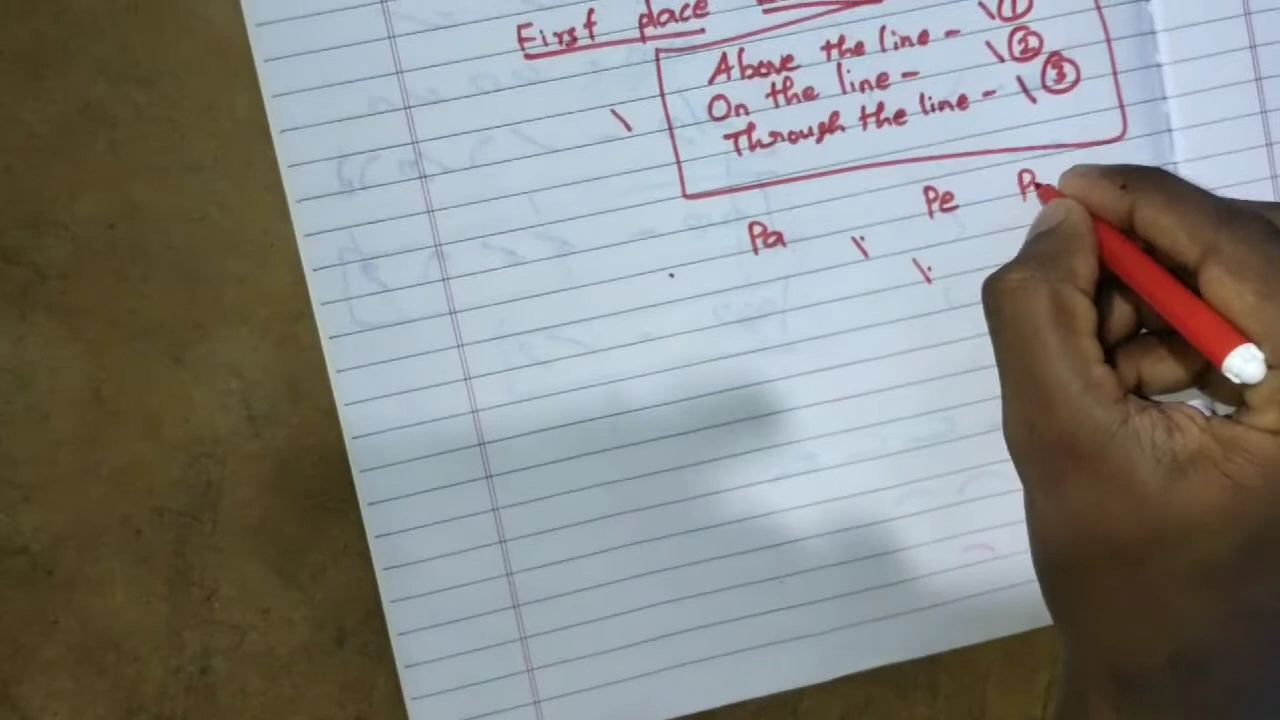 First place
Above the line - \ ①
On the line - \ ②
Through the line - \ ③
Pa Pe P